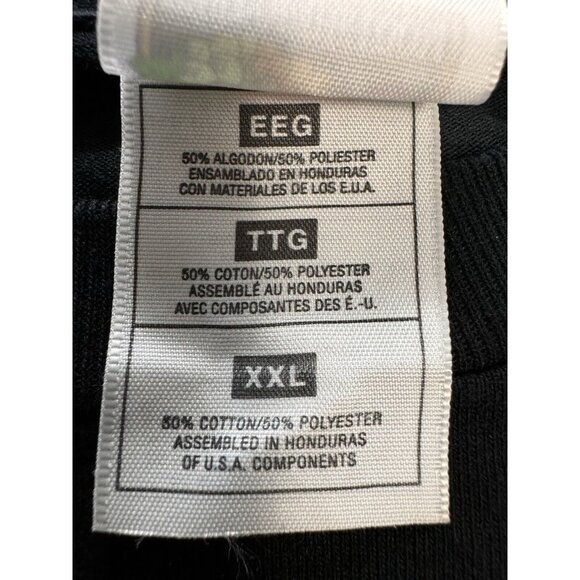 EEG
50% ALGODON/50% POLIESTER
ENSAMBLADO EN HONDURAS
CON MATERIALES DE LOS E.U.A.
TTG
50% COTON/50% POLYESTER
ASSEMBLÉ AU HONDURAS
AVEC COMPOSANTES DES É.-U.
XXL
50% COTTON/50% POLYESTER
ASSEMBLED IN HONDURAS
OF U.S.A. COMPONENTS